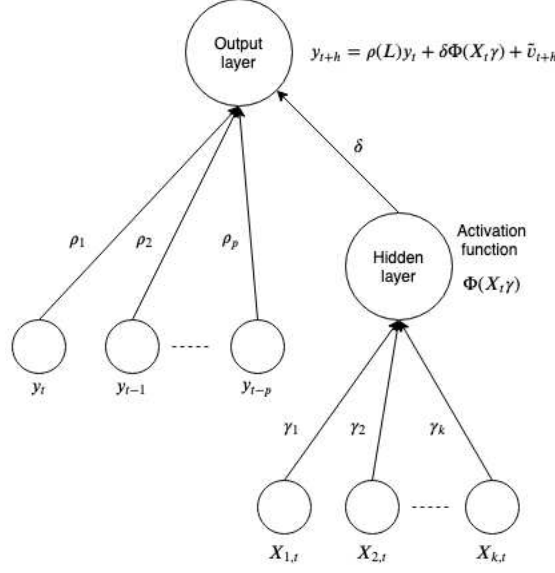 Output
layer
y_{t+h} = ρ(L)y_t + δΦ(X_tγ) + ṽ_{t+h}
δ
ρ_1
ρ_2
ρ_p
Hidden
layer
Activation
function
Φ(X_tγ)
y_t
y_{t−1}
-----
y_{t−p}
γ_1
γ_2
γ_k
-----
X_{1,t}
X_{2,t}
X_{k,t}